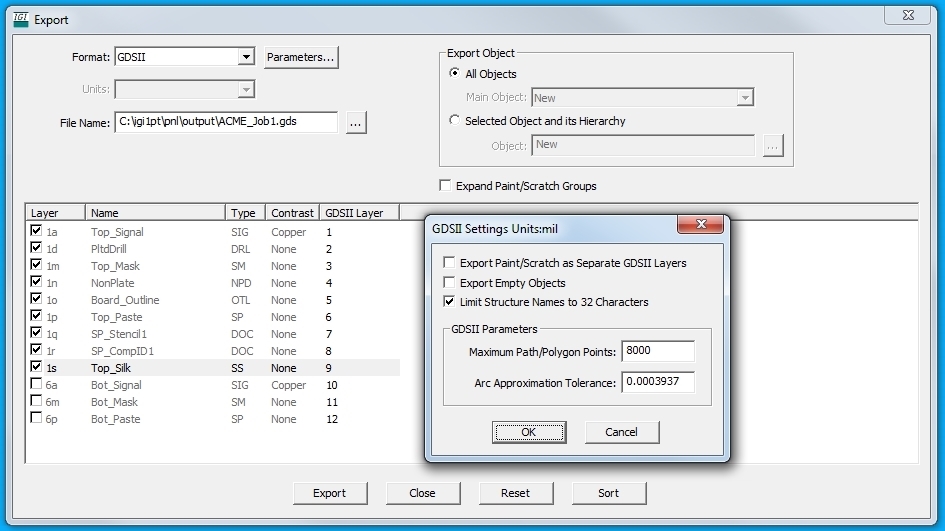 IGI Export
Format: GDSII Parameters...
Units:
File Name: C:\igi1pt\pnl\output\ACME_Job1.gds ...
Export Object
All Objects
Main Object: New
Selected Object and its Hierarchy
Object: New ...
Expand Paint/Scratch Groups
Layer Name Type Contrast GDSII Layer
1a Top_Signal SIG Copper 1
1d PltdDrill DRL None 2
1m Top_Mask SM None 3
1n NonPlate NPD None 4
1o Board_Outline OTL None 5
1p Top_Paste SP None 6
1q SP_Stencil1 DOC None 7
1r SP_CompID1 DOC None 8
1s Top_Silk SS None 9
6a Bot_Signal SIG Copper 10
6m Bot_Mask SM None 11
6p Bot_Paste SP None 12
GDSII Settings Units:mil
Export Paint/Scratch as Separate GDSII Layers
Export Empty Objects
Limit Structure Names to 32 Characters
GDSII Parameters
Maximum Path/Polygon Points: 8000
Arc Approximation Tolerance: 0.0003937
OK Cancel
Export Close Reset Sort